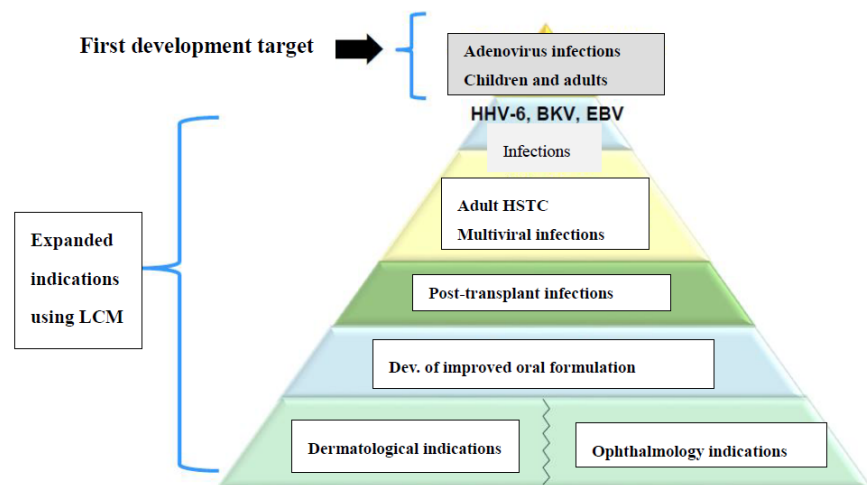 First development target
Adenovirus infections
Children and adults
HHV-6, BKV, EBV
Infections
Adult HSTC
Multiviral infections
Expanded
indications
using LCM
Post-transplant infections
Dev. of improved oral formulation
Dermatological indications
Ophthalmology indications